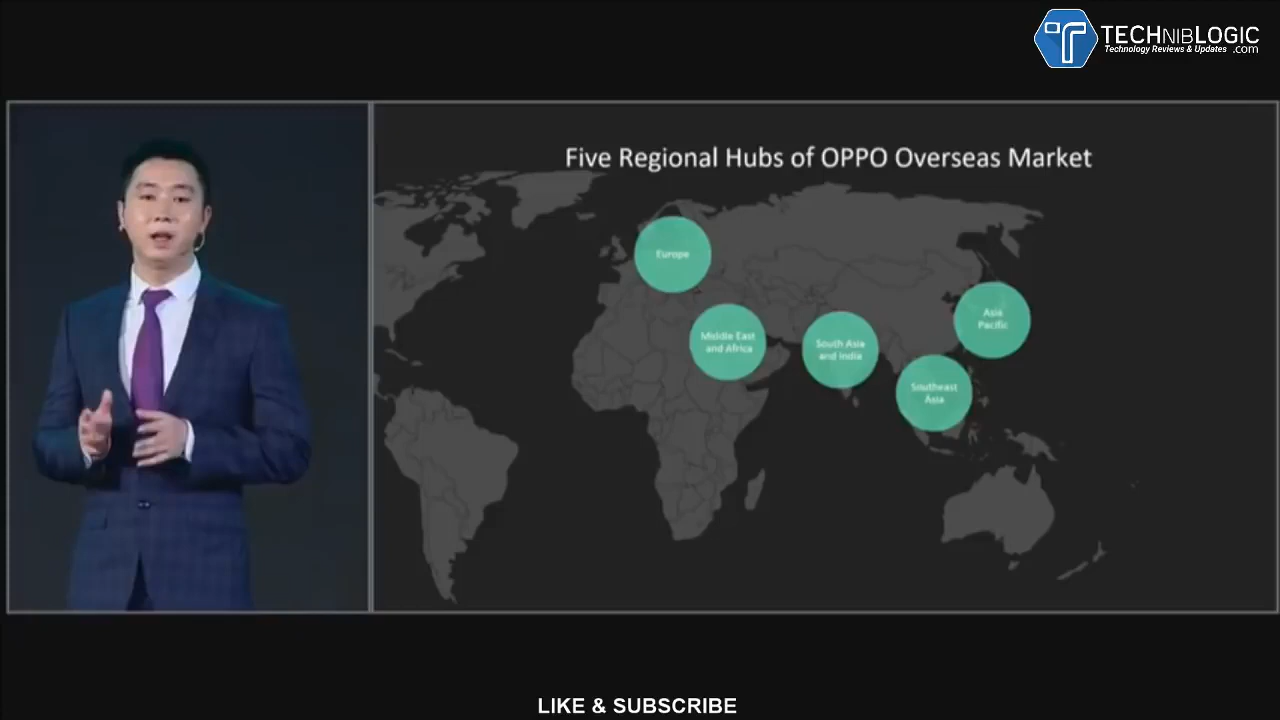 TECHNIBLOGIC
Technology Reviews & Updates .com
Five Regional Hubs of OPPO Overseas Market
Europe
Middle East
and Africa
South Asia
and India
Asia
Pacific
Southeast
Asia
LIKE & SUBSCRIBE